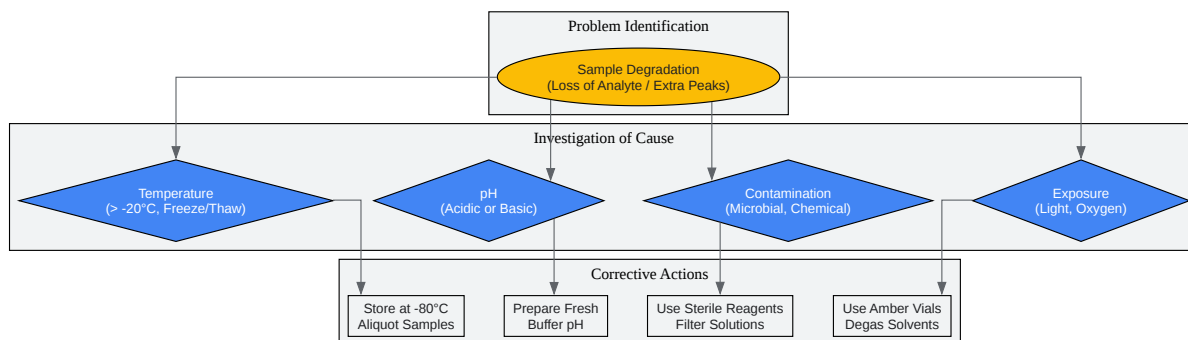 Problem Identification
Sample Degradation
(Loss of Analyte / Extra Peaks)
Investigation of Cause
Temperature
(> -20°C, Freeze/Thaw)
pH
(Acidic or Basic)
Contamination
(Microbial, Chemical)
Exposure
(Light, Oxygen)
Corrective Actions
Store at -80°C
Aliquot Samples
Prepare Fresh
Buffer pH
Use Sterile Reagents
Filter Solutions
Use Amber Vials
Degas Solvents